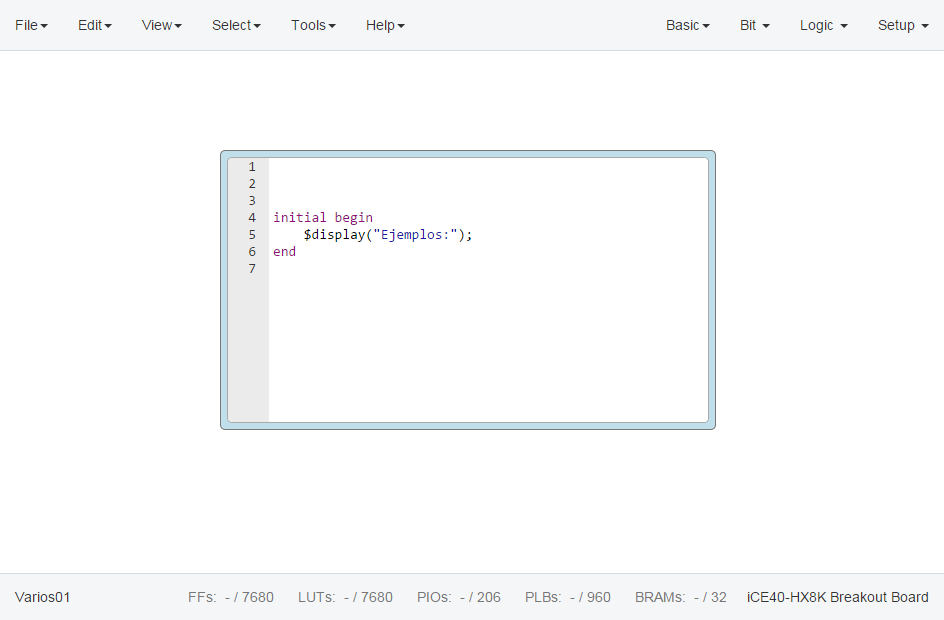 File Edit View Select Tools Help Basic Bit Logic Setup
1
2
3
4 initial begin
5 $display("Ejemplos:");
6 end
7
Varios01 FFs: - / 7680 LUTs: - / 7680 PIOs: - / 206 PLBs: - / 960 BRAMs: - / 32 iCE40-HX8K Breakout Board